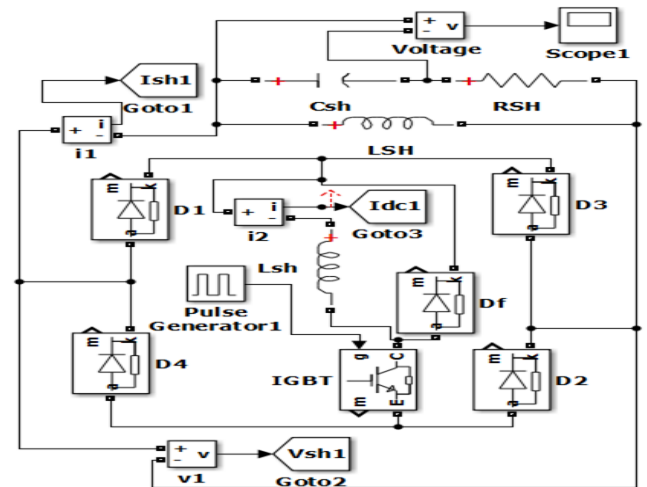 +
-
v
Voltage
Scope1
Ish1
Goto1
+
Csh
+
RSH
+
i
-
i1
+
LSH
m
k
a
D1
+
i
-
i2
Idc1
Goto3
m
k
a
D3
+
Lsh
Pulse
Generator1
m
k
a
Df
m
k
a
D4
IGBT
g
C
m
E
m
k
a
D2
+
-
v
v1
Vsh1
Goto2